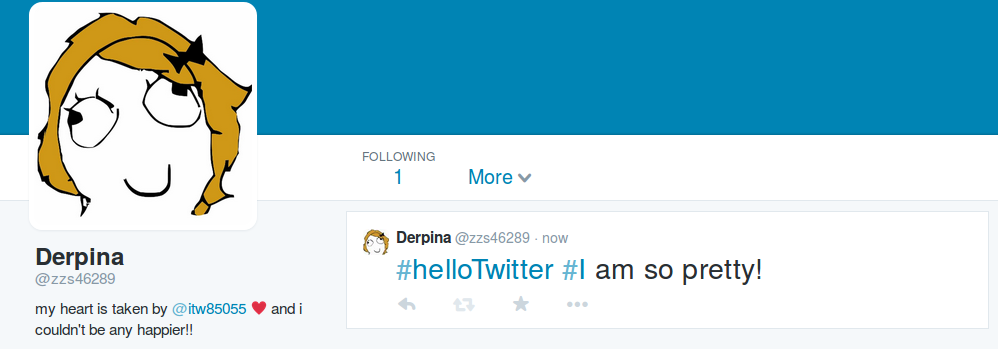 FOLLOWING
1
More
Derpina
@zzs46289
my heart is taken by @itw85055 ❤ and i
couldn't be any happier!!
Derpina @zzs46289 · now
#helloTwitter #I am so pretty!